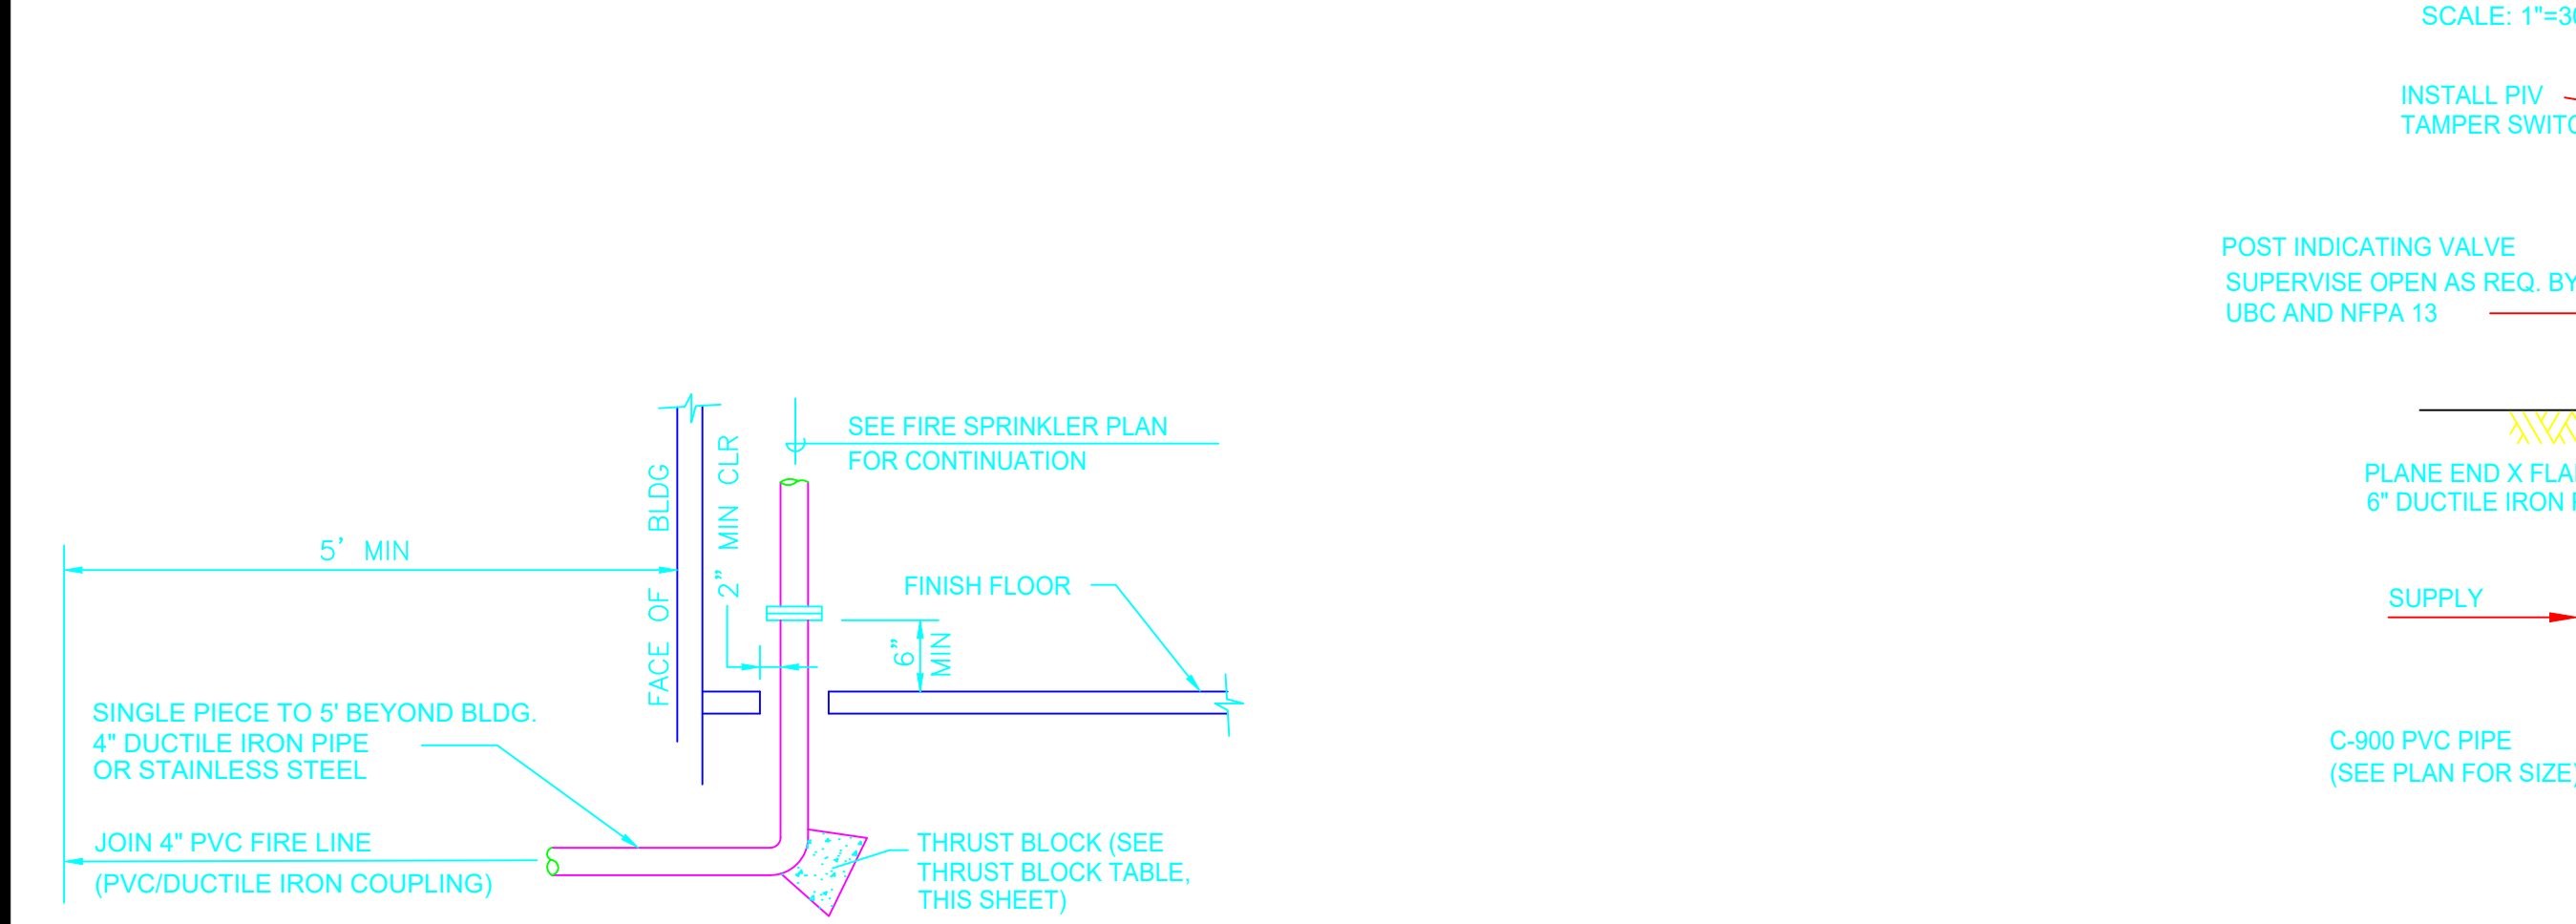 SEE FIRE SPRINKLER PLAN
FOR CONTINUATION
FACE OF BLDG
2" MIN CLR
5' MIN
FINISH FLOOR
6"
MIN
SINGLE PIECE TO 5' BEYOND BLDG.
4" DUCTILE IRON PIPE
OR STAINLESS STEEL
JOIN 4" PVC FIRE LINE
(PVC/DUCTILE IRON COUPLING)
THRUST BLOCK (SEE
THRUST BLOCK TABLE,
THIS SHEET)
SCALE: 1"=
INSTALL PIV
TAMPER
POST INDICATING VALVE
SUPERVISE OPEN AS REQ. BY
UBC AND NFPA 13
PLANE END X
6" DUCTILE IRON
SUPPLY
C-900 PVC PIPE
(SEE PLAN FOR SIZE)